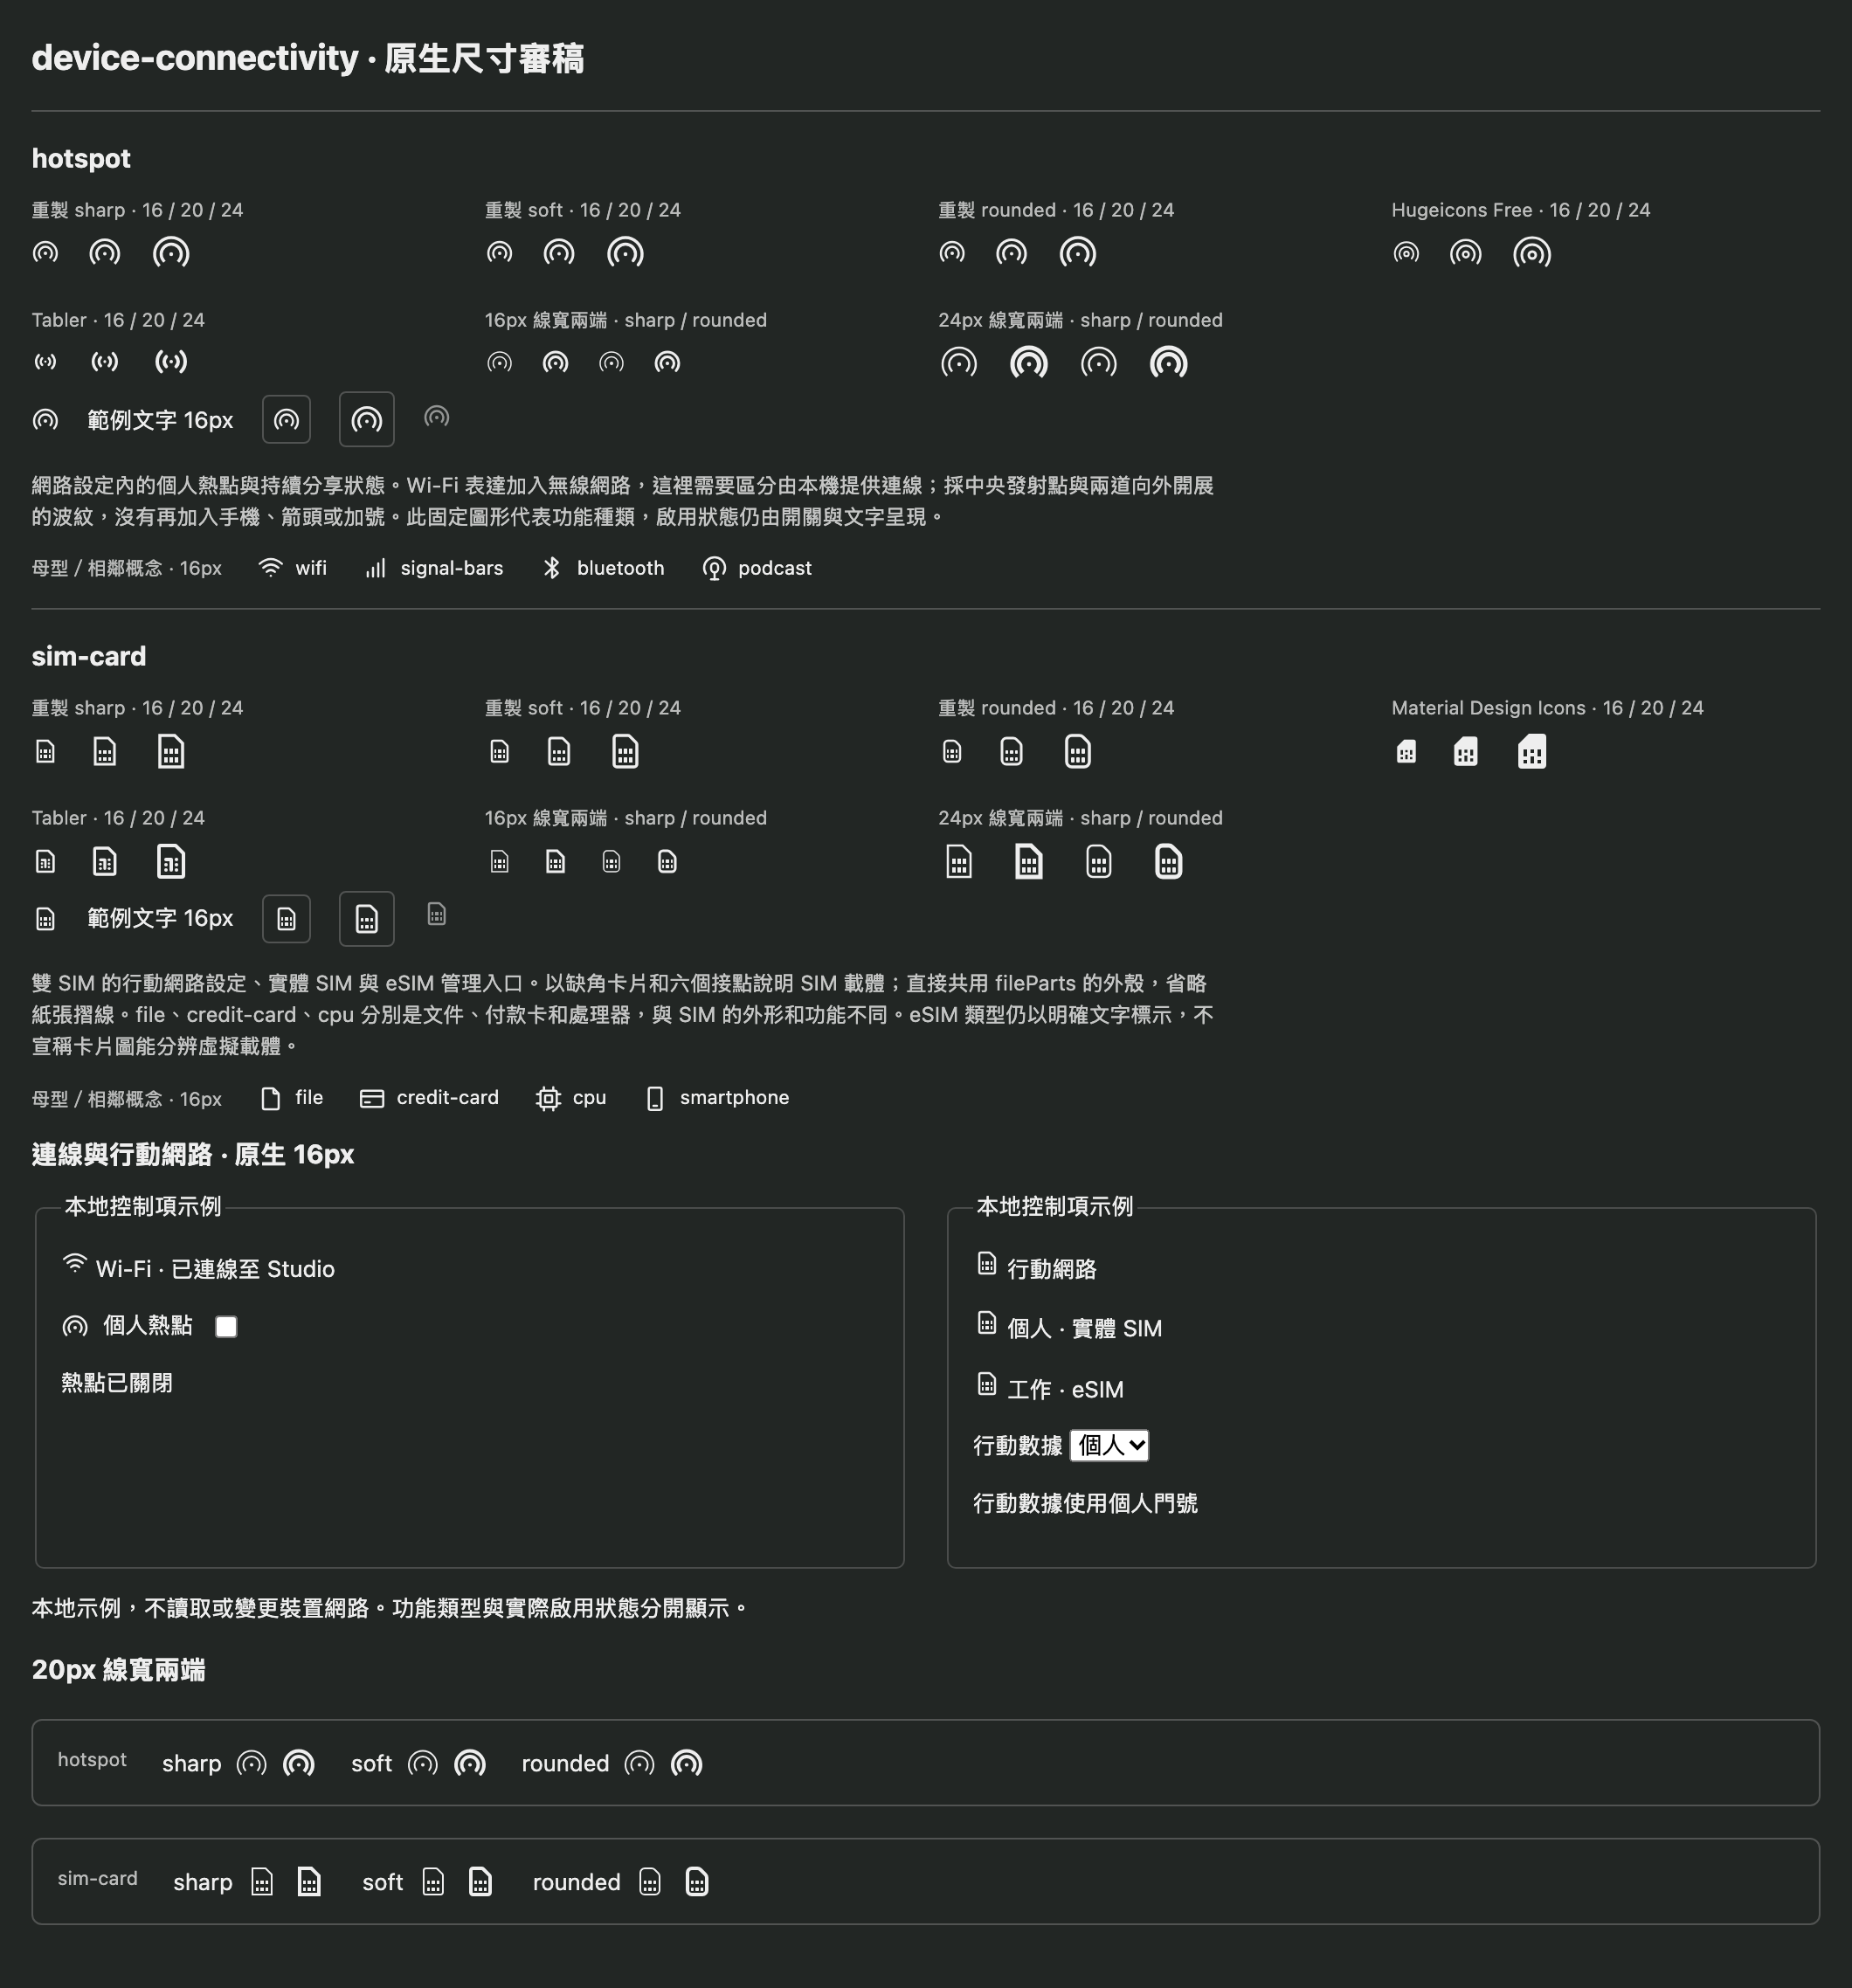 device-connectivity · 原生尺寸審稿
hotspot
重製 sharp · 16 / 20 / 24
重製 soft · 16 / 20 / 24
重製 rounded · 16 / 20 / 24
Hugeicons Free · 16 / 20 / 24
Tabler · 16 / 20 / 24
16px 線寬兩端 · sharp / rounded
24px 線寬兩端 · sharp / rounded
範例文字 16px
網路設定內的個人熱點與持續分享狀態。Wi-Fi 表達加入無線網路，這裡需要區分由本機提供連線；採中央發射點與兩道向外開展
的波紋，沒有再加入手機、箭頭或加號。此固定圖形代表功能種類，啟用狀態仍由開關與文字呈現。
母型 / 相鄰概念 · 16px
wifi
signal-bars
bluetooth
podcast
sim-card
重製 sharp · 16 / 20 / 24
重製 soft · 16 / 20 / 24
重製 rounded · 16 / 20 / 24
Material Design Icons · 16 / 20 / 24
Tabler · 16 / 20 / 24
16px 線寬兩端 · sharp / rounded
24px 線寬兩端 · sharp / rounded
範例文字 16px
雙 SIM 的行動網路設定、實體 SIM 與 eSIM 管理入口。以缺角卡片和六個接點說明 SIM 載體；直接共用 fileParts 的外殼，省略
紙張摺線。file、credit-card、cpu 分別是文件、付款卡和處理器，與 SIM 的外形和功能不同。eSIM 類型仍以明確文字標示，不
宣稱卡片圖能分辨虛擬載體。
母型 / 相鄰概念 · 16px
file
credit-card
cpu
smartphone
連線與行動網路 · 原生 16px
本地控制項示例
Wi-Fi · 已連線至 Studio
個人熱點
熱點已關閉
本地控制項示例
行動網路
個人 · 實體 SIM
工作 · eSIM
行動數據 個人
行動數據使用個人門號
本地示例，不讀取或變更裝置網路。功能類型與實際啟用狀態分開顯示。
20px 線寬兩端
hotspot sharp soft rounded
sim-card sharp soft rounded